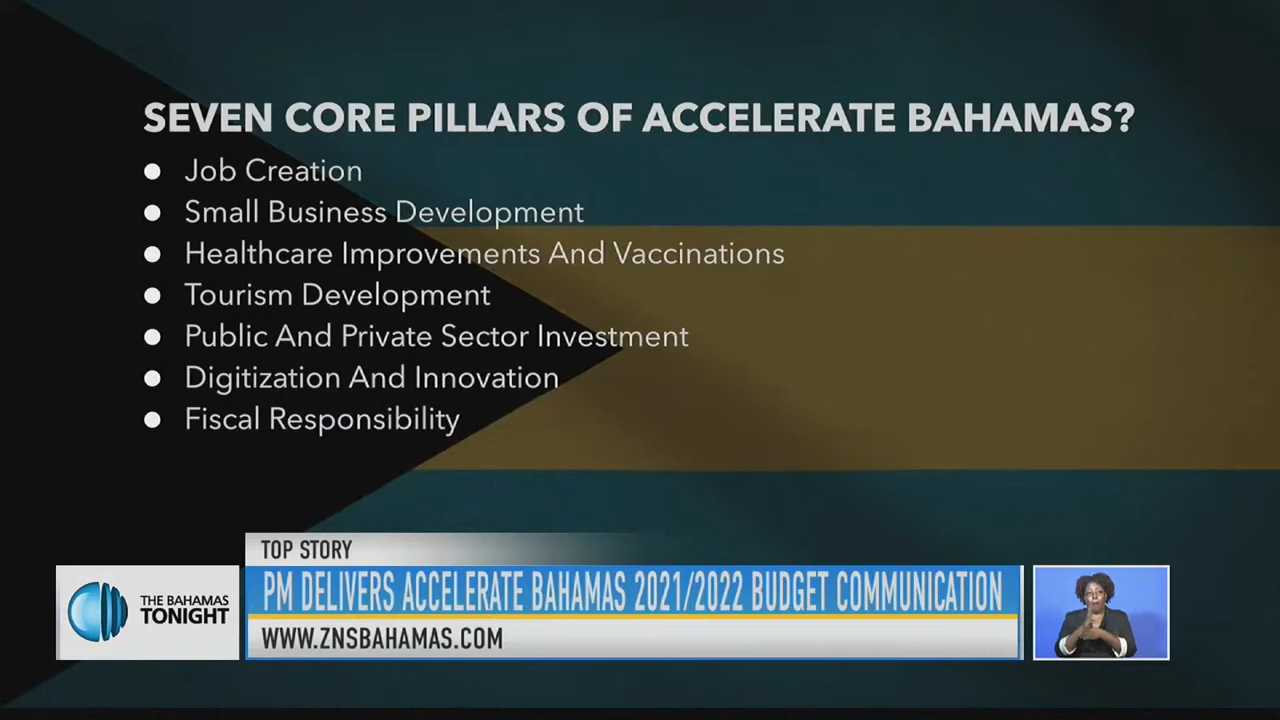 SEVEN CORE PILLARS OF ACCELERATE BAHAMAS?
● Job Creation
● Small Business Development
● Healthcare Improvements And Vaccinations
● Tourism Development
● Public And Private Sector Investment
● Digitization And Innovation
● Fiscal Responsibility
TOP STORY
THE BAHAMAS
TONIGHT
PM DELIVERS ACCELERATE BAHAMAS 2021/2022 BUDGET COMMUNICATION
WWW.ZNSBAHAMAS.COM